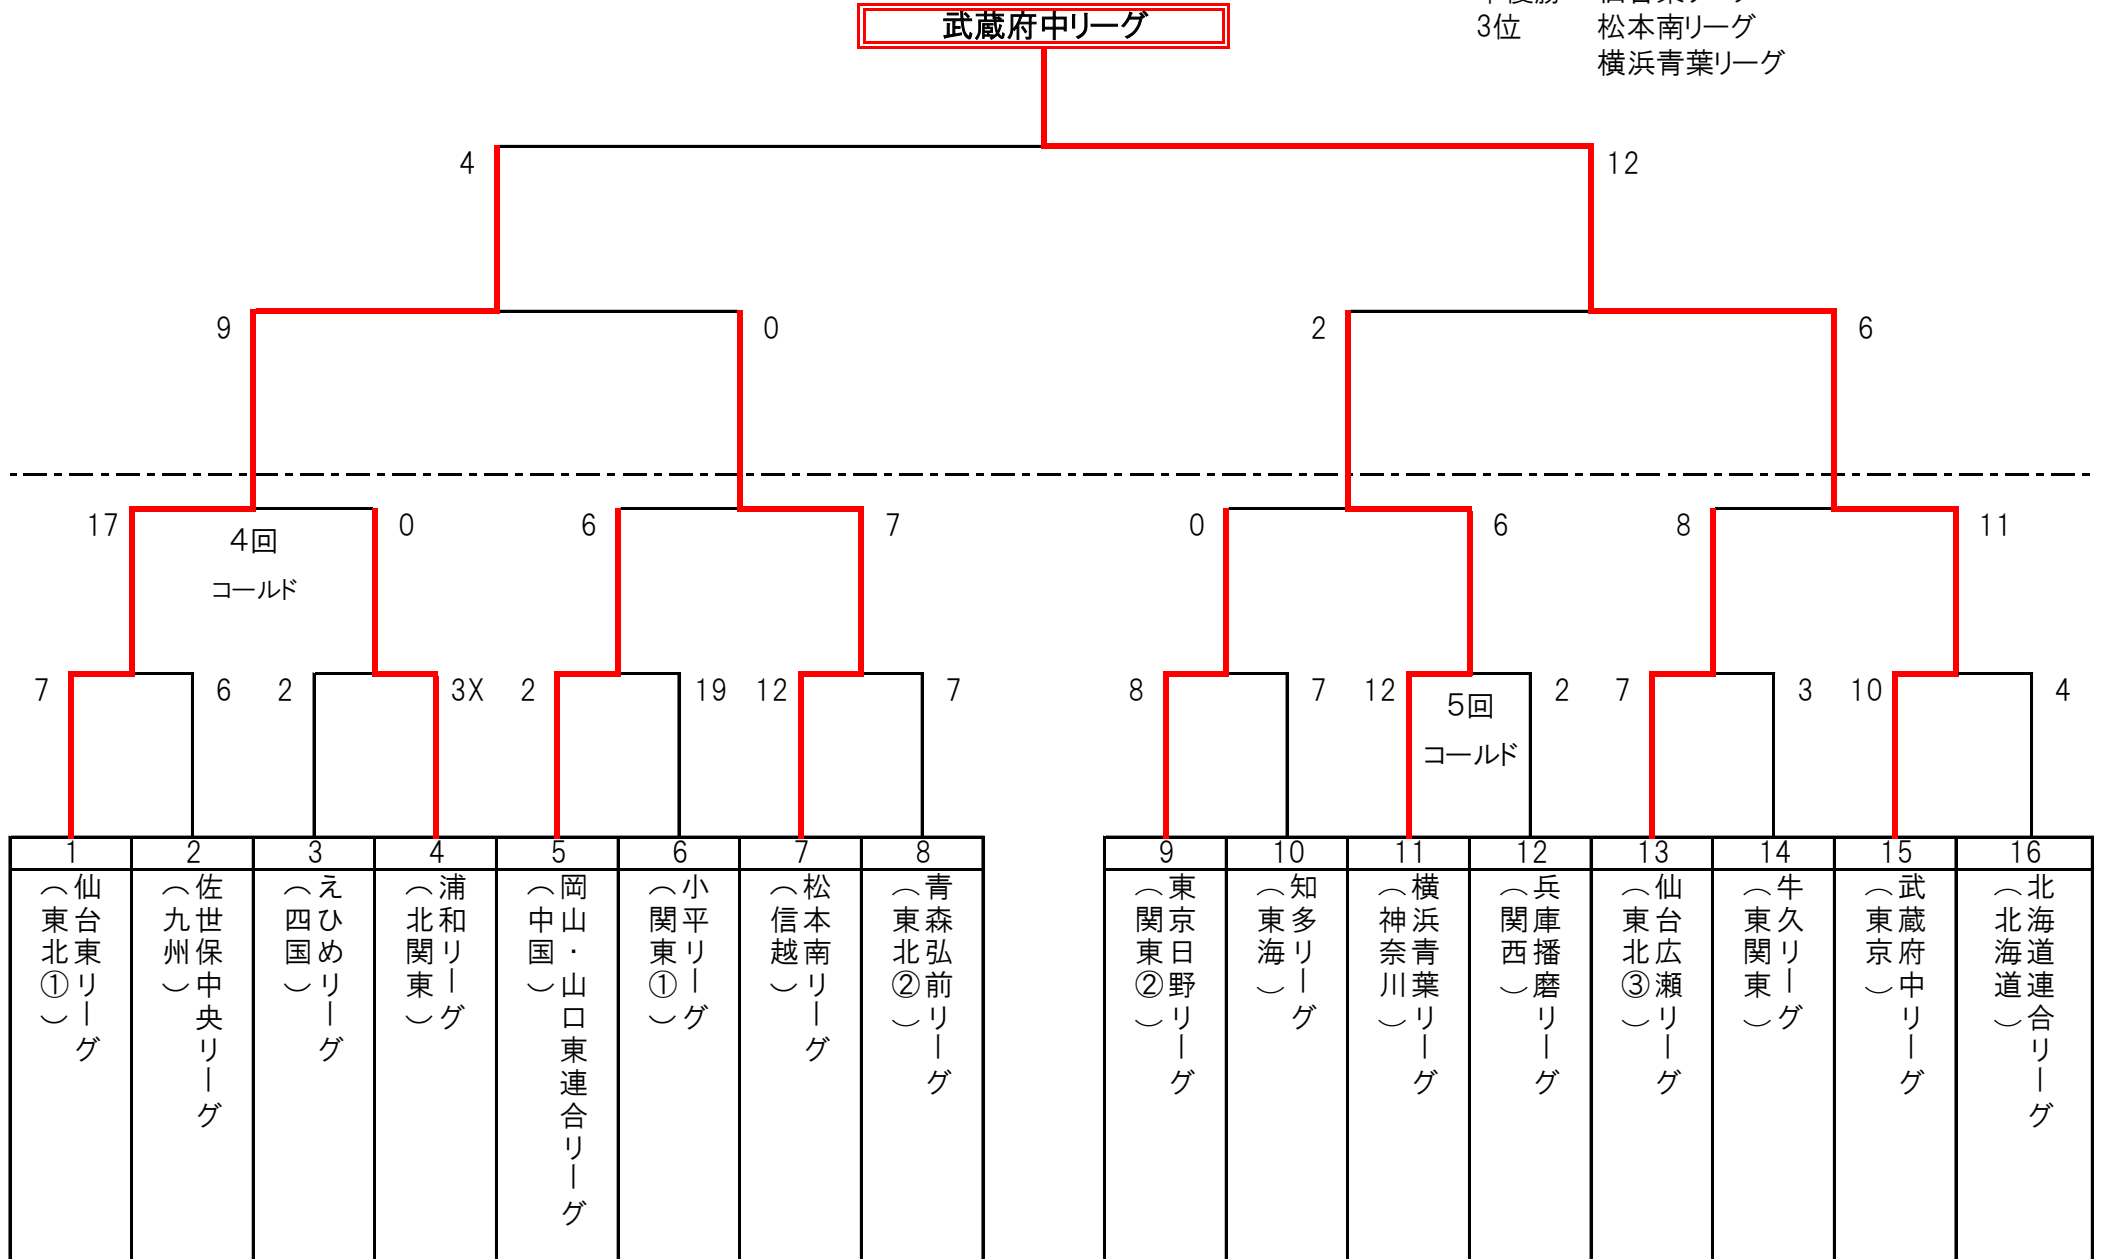 武蔵府中リーグ
3位 松本南リーグ
横浜青葉リーグ
4 12
9 0 2 6
17 0 6 7 0 6 8 11
4回
コールド
7 6 2 3X 2 19 12 7 8 7 12 2 7 3 10 4
5回
コールド
1 2 3 4 5 6 7 8 9 10 11 12 13 14 15 16
仙台東リーグ
（東北①）
佐世保中央リーグ
（九州）
えひめリーグ
（四国）
浦和リーグ
（北関東）
岡山・山口東連合リーグ
（中国）
小平リーグ
（関東①）
松本南リーグ
（信越）
青森弘前リーグ
（東北②）
東京日野リーグ
（関東②）
知多リーグ
（東海）
横浜青葉リーグ
（神奈川）
兵庫播磨リーグ
（関西）
仙台広瀬リーグ
（東北③）
牛久リーグ
（東関東）
武蔵府中リーグ
（東京）
北海道連合リーグ
（北海道）